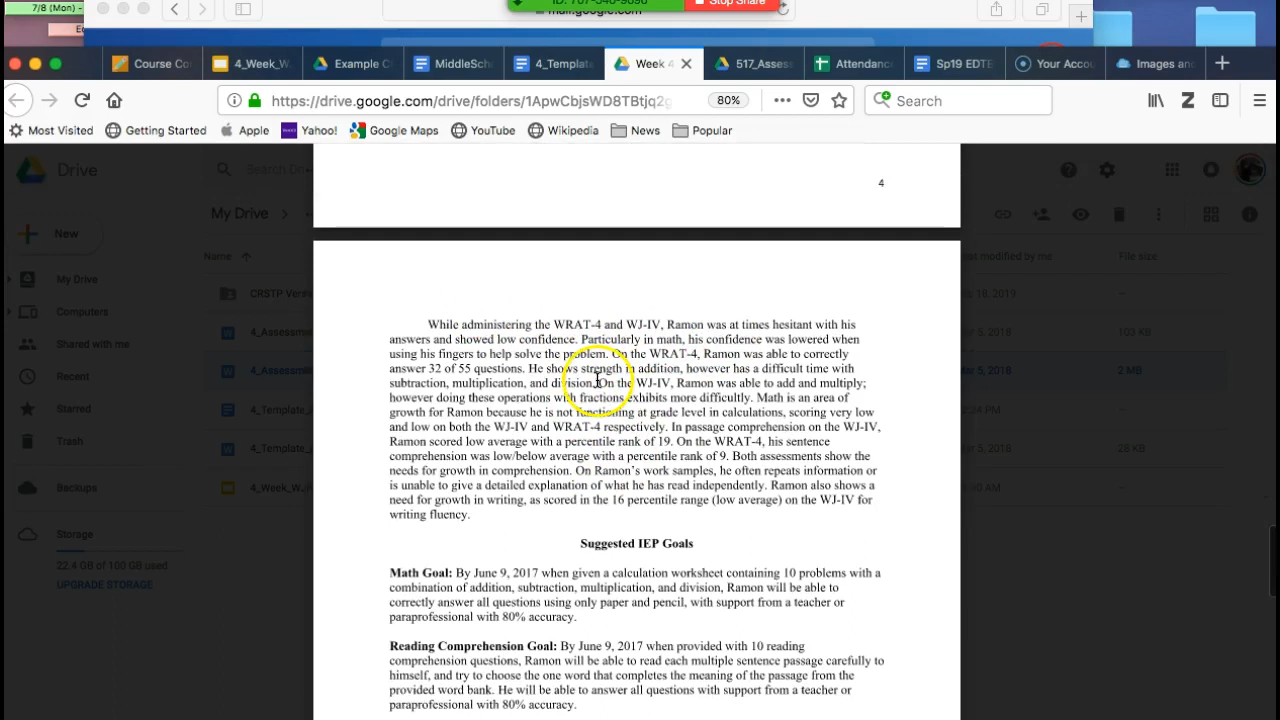 7/8 (Mon) -
Stop Share
Course Co
4_Week_W
Example C
MiddleSch
4_Template
Week 4
517_Assess
Attendanc
Sp19 EDTE
Your Accou
Images and
https://drive.google.com/drive/folders/1ApwCbjsWD8TBtjq2g
80%
Search
Most Visited
Getting Started
Apple
Yahoo!
Google Maps
YouTube
Wikipedia
News
Popular
Drive
My Drive
New
Name
File size
My Drive
Computers
Shared with me
Recent
Starred
Trash
Backups
Storage
22.4 GB of 100 GB used
UPGRADE STORAGE
103 KB
2 MB
28 KB
4
While administering the WRAT-4 and WJ-IV, Ramon was at times hesitant with his
answers and showed low confidence. Particularly in math, his confidence was lowered when
using his fingers to help solve the problem. On the WRAT-4, Ramon was able to correctly
answer 32 of 55 questions. He shows strength in addition, however has a difficult time with
subtraction, multiplication, and division. On the WJ-IV, Ramon was able to add and multiply;
however doing these operations with fractions exhibits more difficultly. Math is an area of
growth for Ramon because he is not functioning at grade level in calculations, scoring very low
and low on both the WJ-IV and WRAT-4 respectively. In passage comprehension on the WJ-IV,
Ramon scored low average with a percentile rank of 19. On the WRAT-4, his sentence
comprehension was low/below average with a percentile rank of 9. Both assessments show the
needs for growth in comprehension. On Ramon's work samples, he often repeats information or
is unable to give a detailed explanation of what he has read independently. Ramon also shows a
need for growth in writing, as scored in the 16 percentile range (low average) on the WJ-IV for
writing fluency.
Suggested IEP Goals
Math Goal: By June 9, 2017 when given a calculation worksheet containing 10 problems with a
combination of addition, subtraction, multiplication, and division, Ramon will be able to
correctly answer all questions using only paper and pencil, with support from a teacher or
paraprofessional with 80% accuracy.
Reading Comprehension Goal: By June 9, 2017 when provided with 10 reading
comprehension questions, Ramon will be able to read each multiple sentence passage carefully to
himself, and try to choose the one word that completes the meaning of the passage from the
provided word bank. He will be able to answer all questions with support from a teacher or
paraprofessional with 80% accuracy.